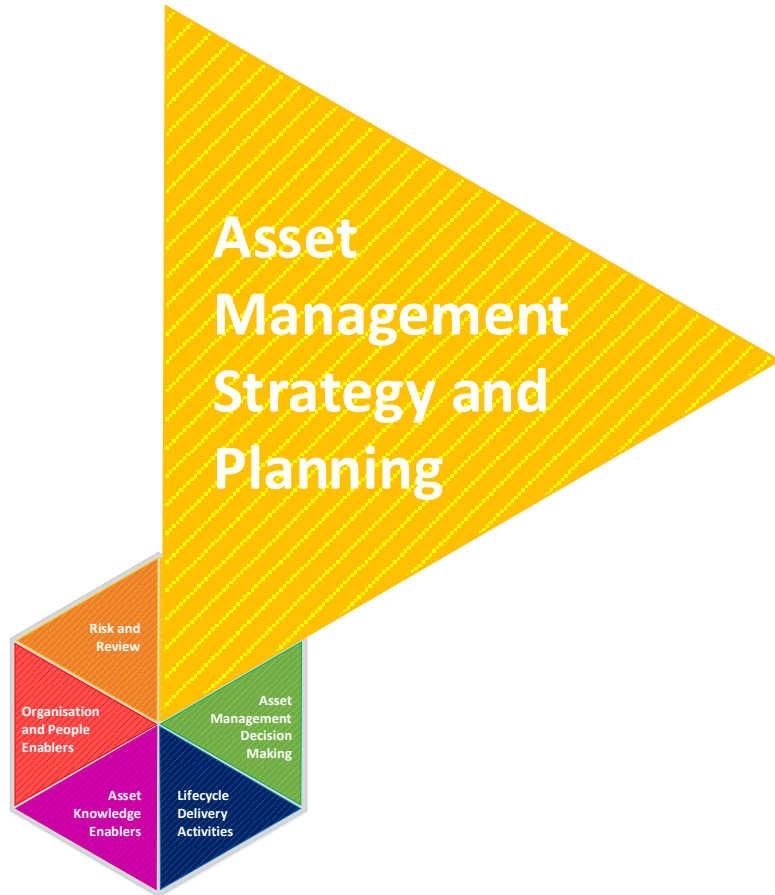 Asset
Management
Strategy and
Planning
Risk and
Review
Organisation
and People
Enablers
Asset
Management
Decision
Making
Asset
Knowledge
Enablers
Lifecycle
Delivery
Activities